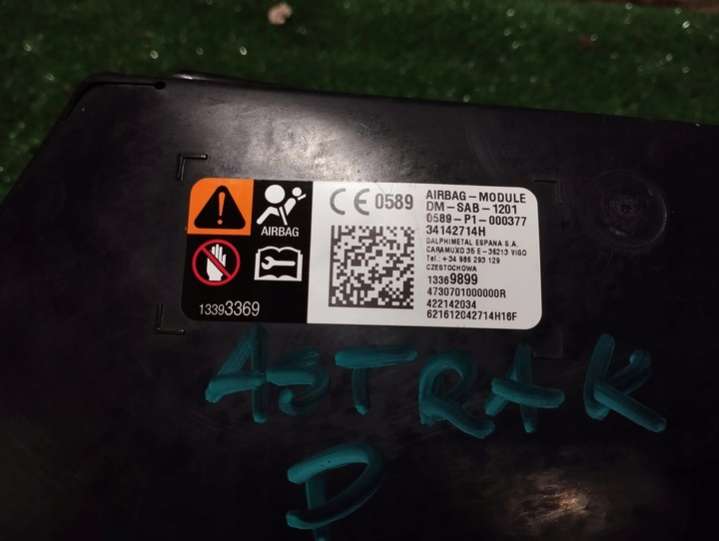 AIRBAG
13393369
CE 0589
AIRBAG-MODULE
DM-SAB-1201
0589-P1-000377
34142714H
DALPHIMETAL ESPANA S.A.
CARAMUXO 35 E-36213 VIGO
Tel.: +34 986 293 129
CZESTOCHOWA
13369899
4730701000000R
422142034
621612042714H16F
ASTRA K
P